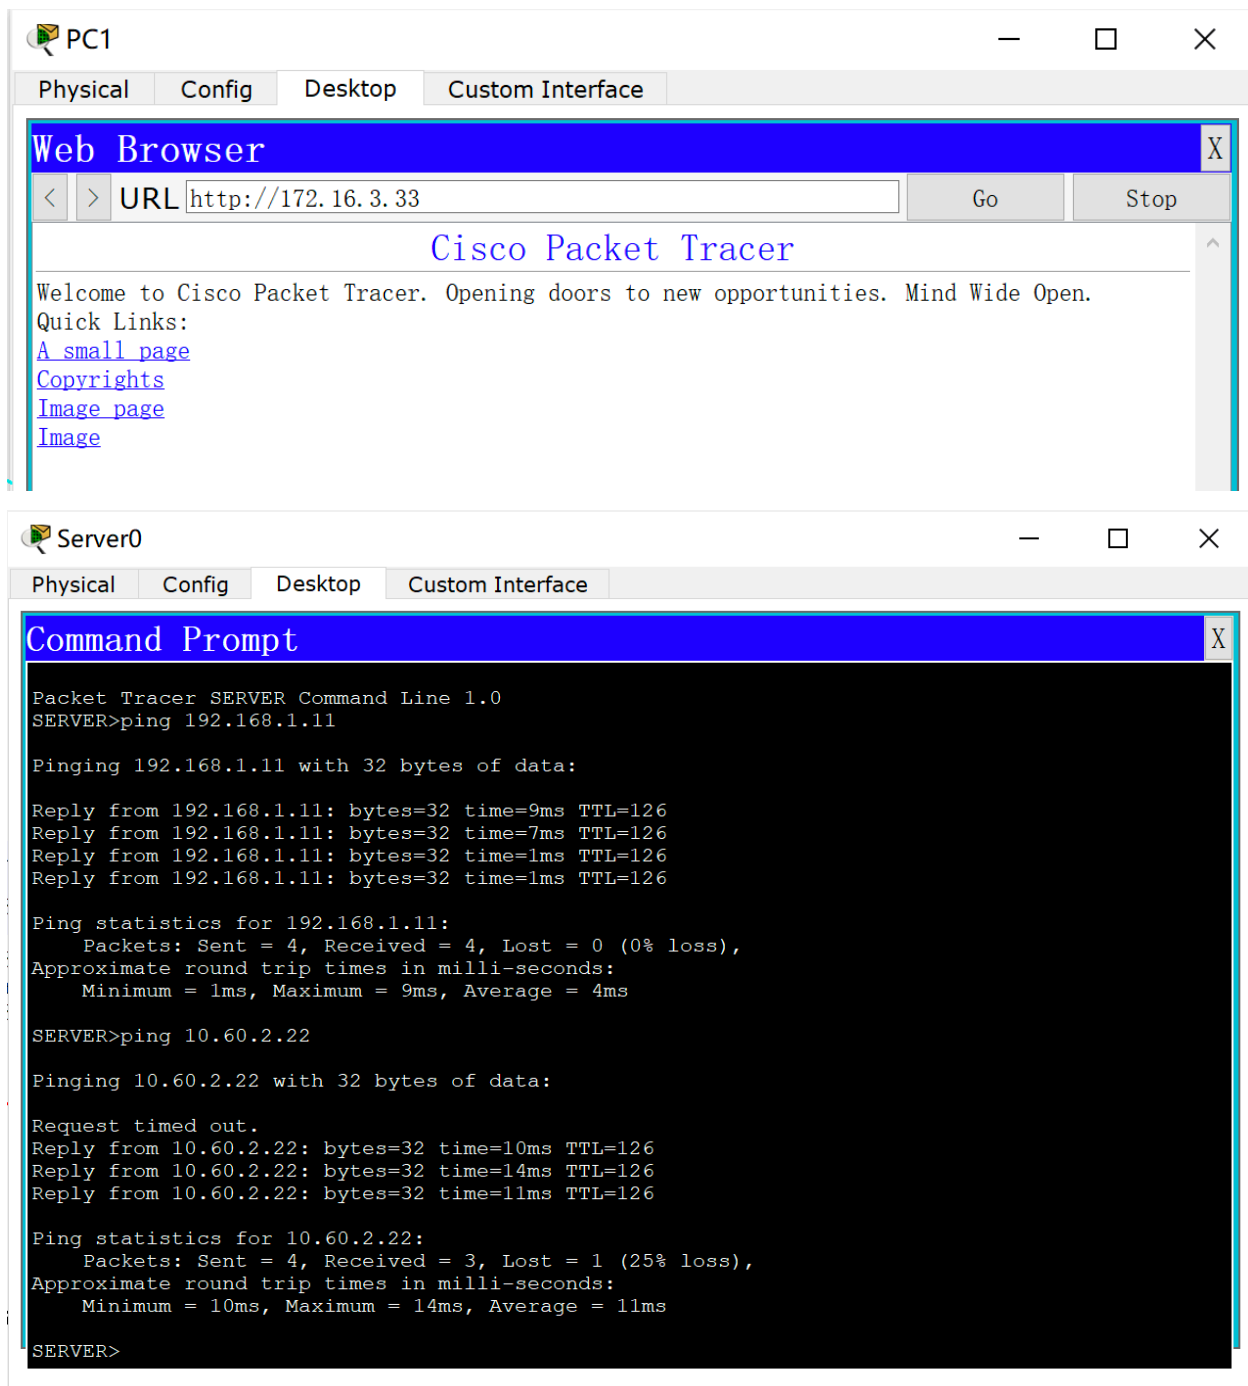 PC1
Physical Config Desktop Custom Interface
Web Browser X
< > URL http://172.16.3.33 Go Stop
Cisco Packet Tracer
Welcome to Cisco Packet Tracer. Opening doors to new opportunities. Mind Wide Open.
Quick Links:
A small page
Copyrights
Image page
Image
Server0
Physical Config Desktop Custom Interface
Command Prompt X
Packet Tracer SERVER Command Line 1.0
SERVER>ping 192.168.1.11
Pinging 192.168.1.11 with 32 bytes of data:
Reply from 192.168.1.11: bytes=32 time=9ms TTL=126
Reply from 192.168.1.11: bytes=32 time=7ms TTL=126
Reply from 192.168.1.11: bytes=32 time=1ms TTL=126
Reply from 192.168.1.11: bytes=32 time=1ms TTL=126
Ping statistics for 192.168.1.11:
Packets: Sent = 4, Received = 4, Lost = 0 (0% loss),
Approximate round trip times in milli-seconds:
Minimum = 1ms, Maximum = 9ms, Average = 4ms
SERVER>ping 10.60.2.22
Pinging 10.60.2.22 with 32 bytes of data:
Request timed out.
Reply from 10.60.2.22: bytes=32 time=10ms TTL=126
Reply from 10.60.2.22: bytes=32 time=14ms TTL=126
Reply from 10.60.2.22: bytes=32 time=11ms TTL=126
Ping statistics for 10.60.2.22:
Packets: Sent = 4, Received = 3, Lost = 1 (25% loss),
Approximate round trip times in milli-seconds:
Minimum = 10ms, Maximum = 14ms, Average = 11ms
SERVER>